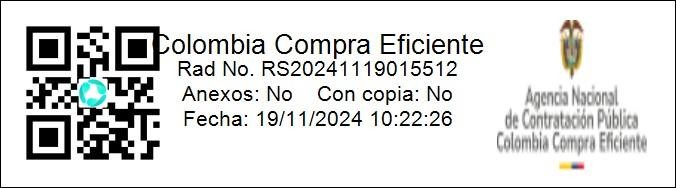 Colombia Compra Eficiente
Rad No. RS20241119015512
Anexos: No    Con copia: No
Fecha: 19/11/2024 10:22:26
Agencia Nacional
de Contratación Pública
Colombia Compra Eficiente